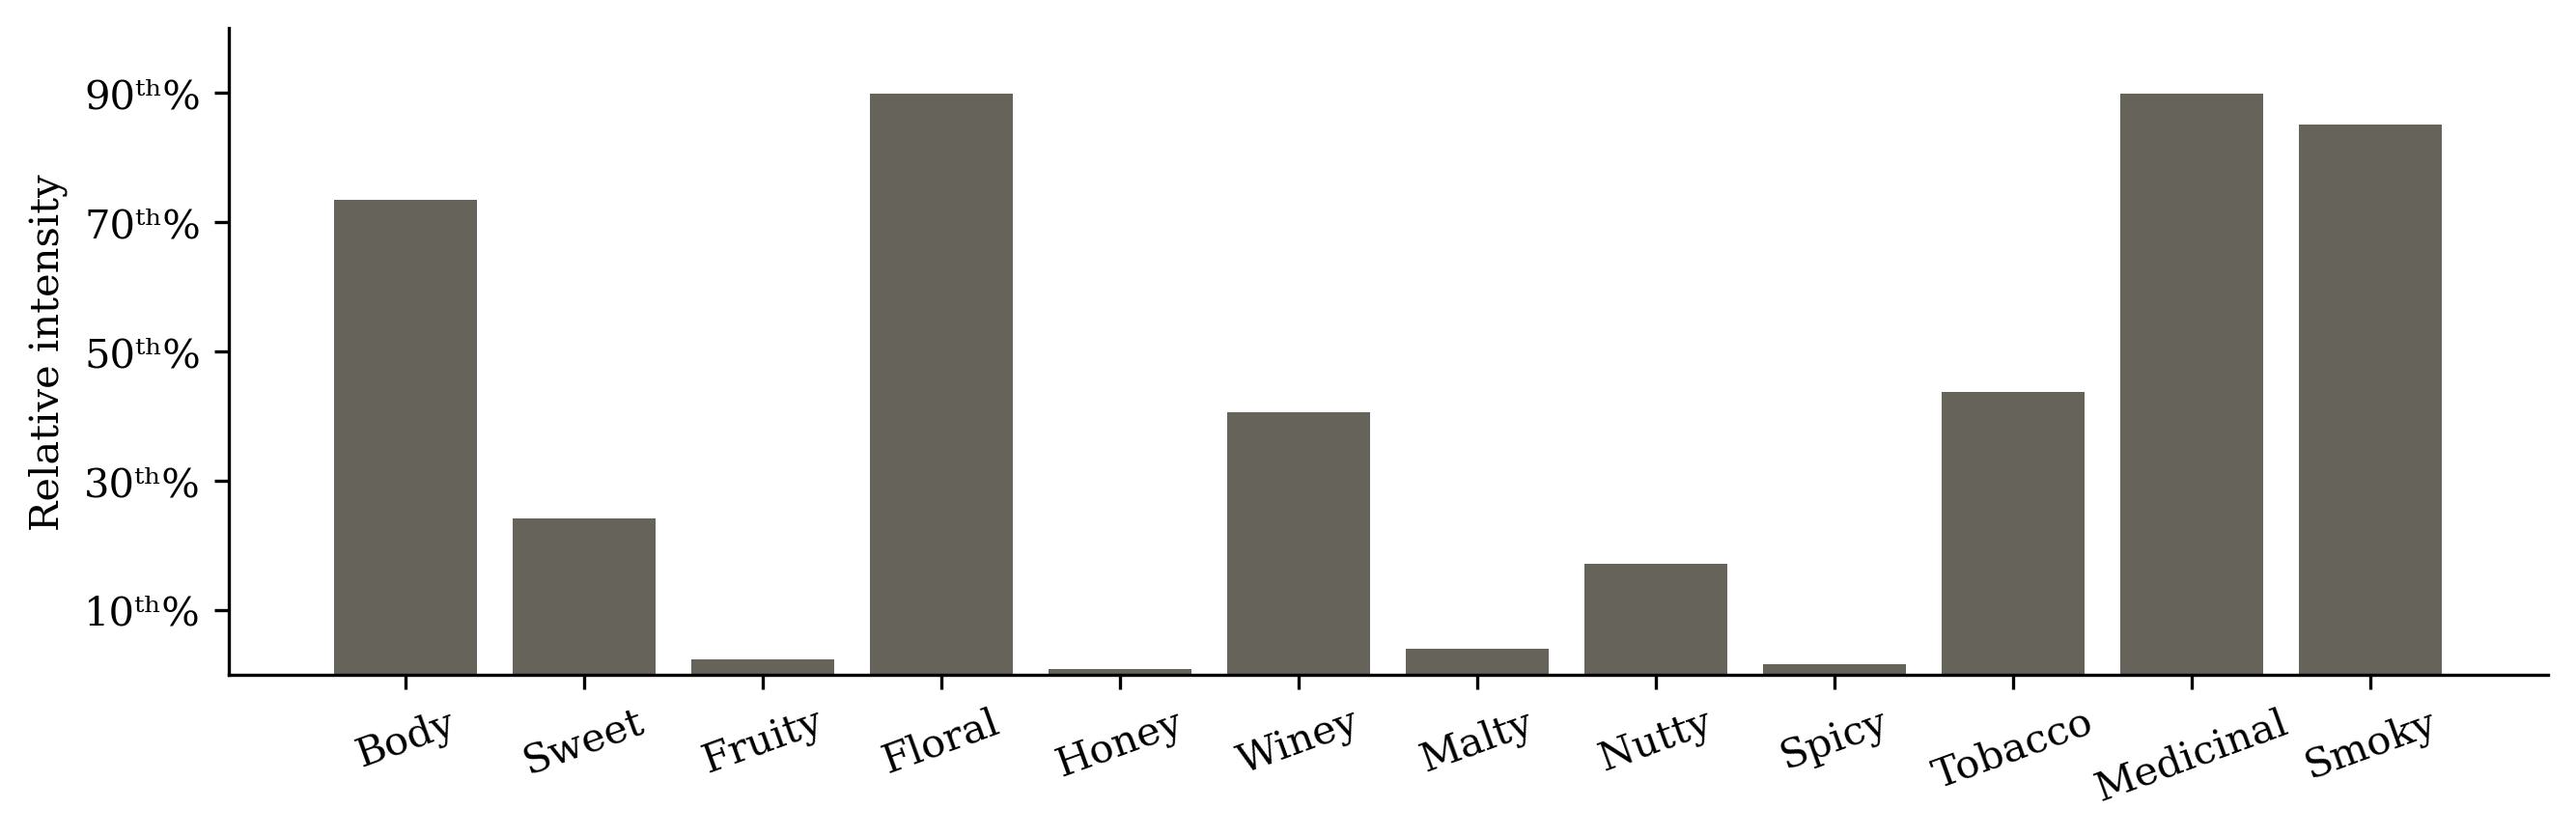 Relative intensity
90ᵗʰ%
70ᵗʰ%
50ᵗʰ%
30ᵗʰ%
10ᵗʰ%
Body Sweet Fruity Floral Honey Winey Malty Nutty Spicy Tobacco Medicinal Smoky